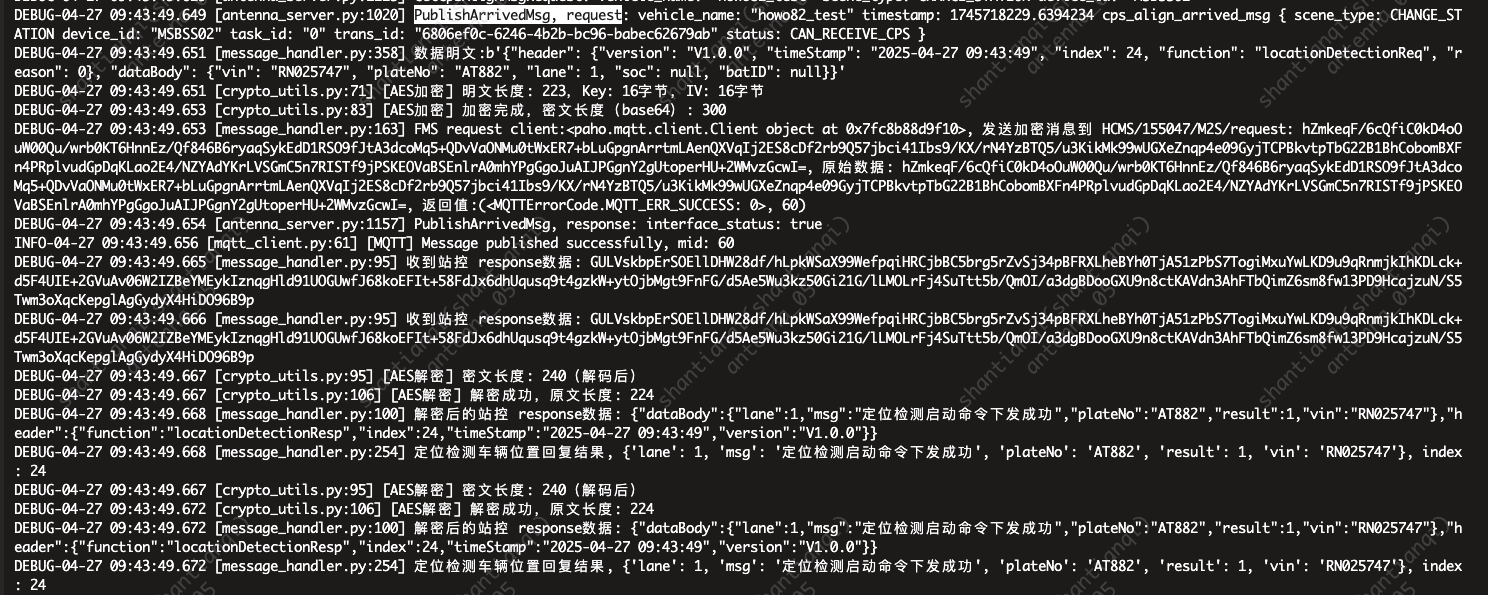 DEBUG-04-27 09:43:49.649 [antenna_server.py:1020] PublishArrivedMsg, request: vehicle_name: "howo82_test" timestamp: 1745718229.6394234 cps_align_arrived_msg { scene_type: CHANGE_ST
ATION device_id: "MSBSS02" task_id: "0" trans_id: "6806ef0c-6246-4b2b-bc96-babec62679ab" status: CAN_RECEIVE_CPS }
DEBUG-04-27 09:43:49.651 [message_handler.py:358] 数据明文:b'{"header": {"version": "V1.0.0", "timeStamp": "2025-04-27 09:43:49", "index": 24, "function": "locationDetectionReq", "r
eason": 0}, "dataBody": {"vin": "RN025747", "plateNo": "AT882", "lane": 1, "soc": null, "batID": null}}'
DEBUG-04-27 09:43:49.651 [crypto_utils.py:71] [AES加密] 明文长度: 223, Key: 16字节, IV: 16字节
DEBUG-04-27 09:43:49.653 [crypto_utils.py:83] [AES加密] 加密完成, 密文长度 (base64) : 300
DEBUG-04-27 09:43:49.653 [message_handler.py:163] FMS request client:<paho.mqtt.client.Client object at 0x7fc8b88d9f10>, 发送加密消息到 HCMS/155047/M2S/request: hZmkeqF/6cQfiC0kD4oO
uW00Qu/wrb0KT6HnnEz/Qf846B6ryaqSykEdD1RSO9fJtA3dcoMq5+QDvVaONMu0tWxER7+bLuGpgnArrtmLAenQXVqIj2ES8cDf2rb9Q57jbci41Ibs9/KX/rN4YzBTQ5/u3KikMk99wUGXeZnqp4e09GyjTCPBkvtpTbG22B1BhCobomBXF
n4PRplvudGpDqKLao2E4/NZYAdYKrLVSGmC5n7RISTf9jPSKEOVaBSEnlrA0mhYPgGgoJuAIJPGgnY2gUtoperHU+2WMvzGcwI=, 原始数据: hZmkeqF/6cQfiC0kD4oOuW00Qu/wrb0KT6HnnEz/Qf846B6ryaqSykEdD1RSO9fJtA3dco
Mq5+QDvVaONMu0tWxER7+bLuGpgnArrtmLAenQXVqIj2ES8cDf2rb9Q57jbci41Ibs9/KX/rN4YzBTQ5/u3KikMk99wUGXeZnqp4e09GyjTCPBkvtpTbG22B1BhCobomBXFn4PRplvudGpDqKLao2E4/NZYAdYKrLVSGmC5n7RISTf9jPSKEO
VaBSEnlrA0mhYPgGgoJuAIJPGgnY2gUtoperHU+2WMvzGcwI=, 返回值:(<MQTTErrorCode.MQTT_ERR_SUCCESS: 0>, 60)
DEBUG-04-27 09:43:49.654 [antenna_server.py:1157] PublishArrivedMsg, response: interface_status: true
INFO-04-27 09:43:49.656 [mqtt_client.py:61] [MQTT] Message published successfully, mid: 60
DEBUG-04-27 09:43:49.665 [message_handler.py:95] 收到站控 response数据: GULVskbpErSOEllDHW28df/hLpkWSaX99WefpqiHRCjbBC5brg5rZvSj34pBFRXLheBYh0TjA51zPbS7TogiMxuYwLKD9u9qRnmjkIhKDLck+
d5F4UIE+2GVuAv06W2IZBeYMEykIznqgHld91UOGUwfJ68koEFIt+58FdJx6dhUqusq9t4gzkW+ytOjbMgt9FnFG/d5Ae5Wu3kz50Gi21G/lLMOLrFj4SuTtt5b/QmOI/a3dgBDooGXU9n8ctKAVdn3AhFTbQimZ6sm8fw13PD9HcajzuN/S5
Twm3oXqcKepglAgGydyX4HiDO96B9p
DEBUG-04-27 09:43:49.666 [message_handler.py:95] 收到站控 response数据: GULVskbpErSOEllDHW28df/hLpkWSaX99WefpqiHRCjbBC5brg5rZvSj34pBFRXLheBYh0TjA51zPbS7TogiMxuYwLKD9u9qRnmjkIhKDLck+
d5F4UIE+2GVuAv06W2IZBeYMEykIznqgHld91UOGUwfJ68koEFIt+58FdJx6dhUqusq9t4gzkW+ytOjbMgt9FnFG/d5Ae5Wu3kz50Gi21G/lLMOLrFj4SuTtt5b/QmOI/a3dgBDooGXU9n8ctKAVdn3AhFTbQimZ6sm8fw13PD9HcajzuN/S5
Twm3oXqcKepglAgGydyX4HiDO96B9p
DEBUG-04-27 09:43:49.667 [crypto_utils.py:95] [AES解密] 密文长度: 240 (解码后)
DEBUG-04-27 09:43:49.667 [crypto_utils.py:106] [AES解密] 解密成功, 原文长度: 224
DEBUG-04-27 09:43:49.668 [message_handler.py:100] 解密后的站控 response数据: {"dataBody":{"lane":1,"msg":"定位检测启动命令下发成功","plateNo":"AT882","result":1,"vin":"RN025747"},"h
eader":{"function":"locationDetectionResp","index":24,"timeStamp":"2025-04-27 09:43:49","version":"V1.0.0"}}
DEBUG-04-27 09:43:49.668 [message_handler.py:254] 定位检测车辆位置回复结果, {'lane': 1, 'msg': '定位检测启动命令下发成功', 'plateNo': 'AT882', 'result': 1, 'vin': 'RN025747'}, index
: 24
DEBUG-04-27 09:43:49.667 [crypto_utils.py:95] [AES解密] 密文长度: 240 (解码后)
DEBUG-04-27 09:43:49.672 [crypto_utils.py:106] [AES解密] 解密成功, 原文长度: 224
DEBUG-04-27 09:43:49.672 [message_handler.py:100] 解密后的站控 response数据: {"dataBody":{"lane":1,"msg":"定位检测启动命令下发成功","plateNo":"AT882","result":1,"vin":"RN025747"},"h
eader":{"function":"locationDetectionResp","index":24,"timeStamp":"2025-04-27 09:43:49","version":"V1.0.0"}}
DEBUG-04-27 09:43:49.672 [message_handler.py:254] 定位检测车辆位置回复结果, {'lane': 1, 'msg': '定位检测启动命令下发成功', 'plateNo': 'AT882', 'result': 1, 'vin': 'RN025747'}, index
: 24